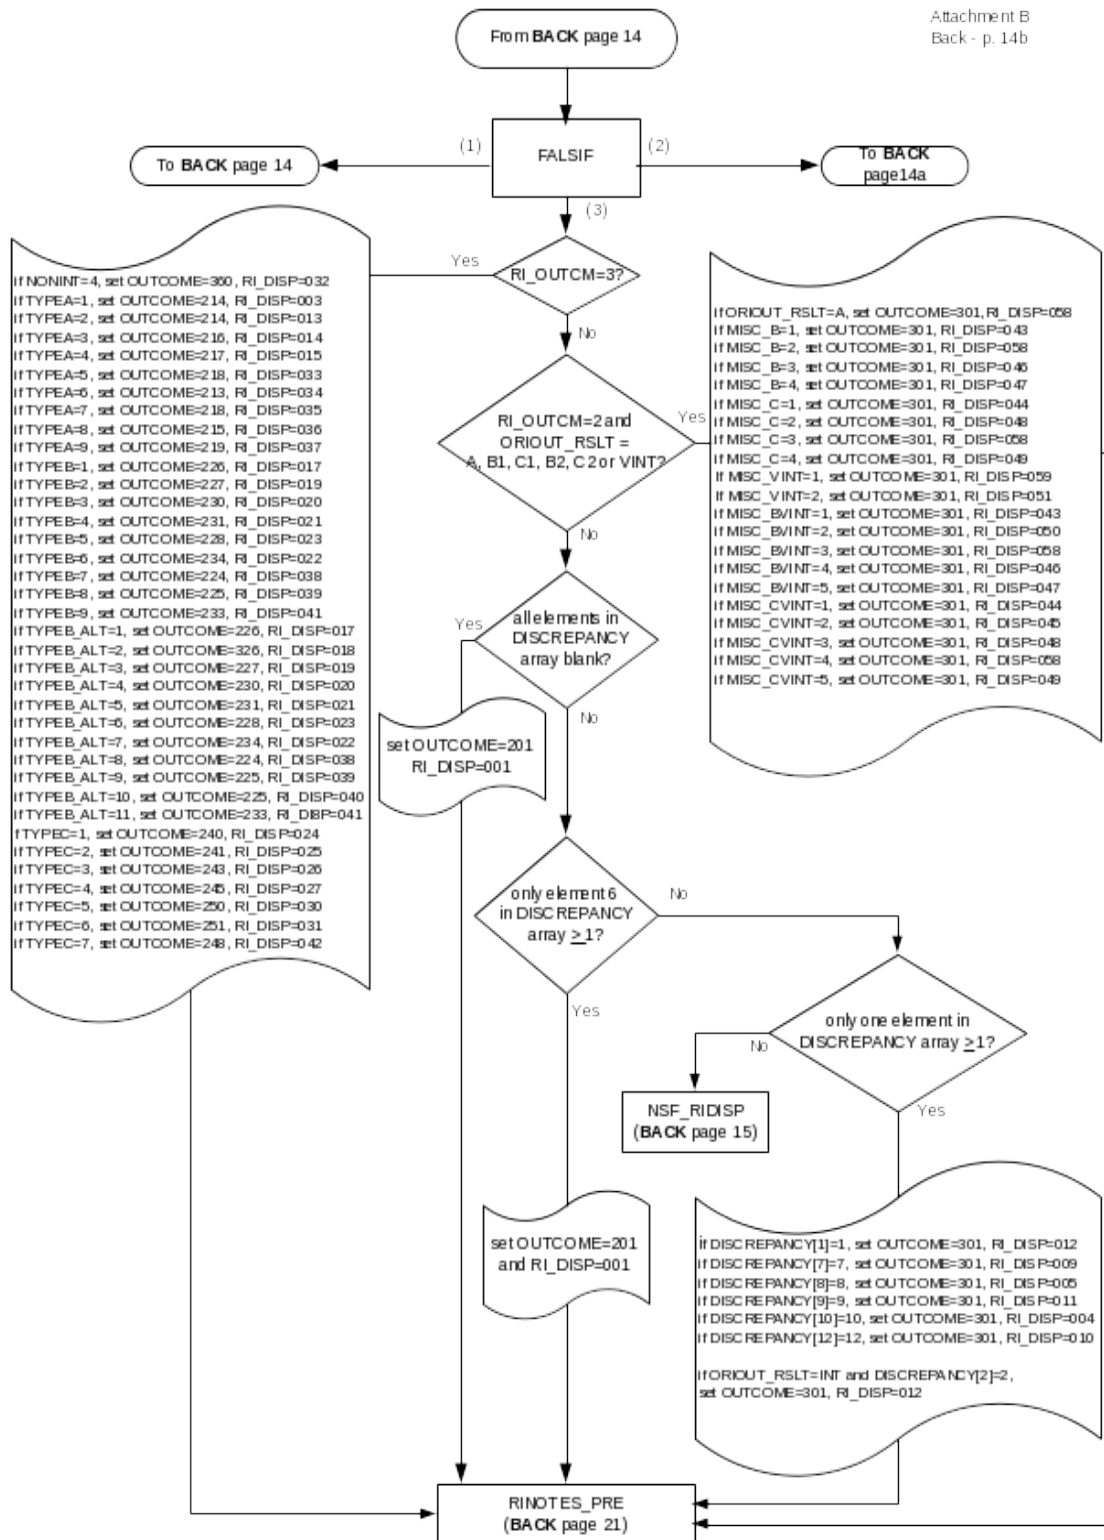 Attachment B
Back - p. 14b
From BACK page 14
(1)
FALSIF
(2)
To BACK page 14
To BACK
page14a
(3)
Yes
RI_OUTCM=3?
No
if NONINT=4, set OUTCOME=360, RI_DISP=032
if TYPEA=1, set OUTCOME=214, RI_DISP=003
if TYPEA=2, set OUTCOME=214, RI_DISP=013
if TYPEA=3, set OUTCOME=216, RI_DISP=014
if TYPEA=4, set OUTCOME=217, RI_DISP=015
if TYPEA=5, set OUTCOME=218, RI_DISP=033
if TYPEA=6, set OUTCOME=213, RI_DISP=034
if TYPEA=7, set OUTCOME=218, RI_DISP=035
if TYPEA=8, set OUTCOME=215, RI_DISP=036
if TYPEA=9, set OUTCOME=219, RI_DISP=037
if TYPEB=1, set OUTCOME=226, RI_DISP=017
if TYPEB=2, set OUTCOME=227, RI_DISP=019
if TYPEB=3, set OUTCOME=230, RI_DISP=020
if TYPEB=4, set OUTCOME=231, RI_DISP=021
if TYPEB=5, set OUTCOME=228, RI_DISP=023
if TYPEB=6, set OUTCOME=234, RI_DISP=022
if TYPEB=7, set OUTCOME=224, RI_DISP=038
if TYPEB=8, set OUTCOME=225, RI_DISP=039
if TYPEB=9, set OUTCOME=233, RI_DISP=041
if TYPEB_ALT=1, set OUTCOME=226, RI_DISP=017
if TYPEB_ALT=2, set OUTCOME=326, RI_DISP=018
if TYPEB_ALT=3, set OUTCOME=227, RI_DISP=019
if TYPEB_ALT=4, set OUTCOME=230, RI_DISP=020
if TYPEB_ALT=5, set OUTCOME=231, RI_DISP=021
if TYPEB_ALT=6, set OUTCOME=228, RI_DISP=023
if TYPEB_ALT=7, set OUTCOME=234, RI_DISP=022
if TYPEB_ALT=8, set OUTCOME=224, RI_DISP=038
if TYPEB_ALT=9, set OUTCOME=225, RI_DISP=039
if TYPEB_ALT=10, set OUTCOME=225, RI_DISP=040
if TYPEB_ALT=11, set OUTCOME=233, RI_DI8P=041
f TYPEC=1, set OUTCOME=240, RI_DISP=024
if TYPEC=2, set OUTCOME=241, RI_DISP=025
if TYPEC=3, set OUTCOME=243, RI_DISP=026
if TYPEC=4, set OUTCOME=245, RI_DISP=027
if TYPEC=5, set OUTCOME=250, RI_DISP=030
if TYPEC=6, set OUTCOME=251, RI_DISP=031
if TYPEC=7, set OUTCOME=248, RI_DISP=042
RI_OUTCM=2 and
ORIOUT_RSLT =
A, B1, C1, B2, C2 or VINT?
Yes
No
if ORIOUT_RSLT=A, set OUTCOME=301, RI_DISP=058
if MISC_B=1, set OUTCOME=301, RI_DISP=043
if MISC_B=2, set OUTCOME=301, RI_DISP=058
if MISC_B=3, set OUTCOME=301, RI_DISP=046
if MISC_B=4, set OUTCOME=301, RI_DISP=047
if MISC_C=1, set OUTCOME=301, RI_DISP=044
if MISC_C=2, set OUTCOME=301, RI_DISP=048
if MISC_C=3, set OUTCOME=301, RI_DISP=058
if MISC_C=4, set OUTCOME=301, RI_DISP=049
If MISC_VINT=1, set OUTCOME=301, RI_DISP=059
if MISC_VINT=2, set OUTCOME=301, RI_DISP=051
if MISC_BVINT=1, set OUTCOME=301, RI_DISP=043
if MISC_BVINT=2, set OUTCOME=301, RI_DISP=050
if MISC_BVINT=3, set OUTCOME=301, RI_DISP=058
if MISC_BVINT=4, set OUTCOME=301, RI_DISP=046
if MISC_BVINT=5, set OUTCOME=301, RI_DISP=047
if MISC_CVINT=1, set OUTCOME=301, RI_DISP=044
if MISC_CVINT=2, set OUTCOME=301, RI_DISP=045
if MISC_CVINT=3, set OUTCOME=301, RI_DISP=048
if MISC_CVINT=4, set OUTCOME=301, RI_DISP=058
if MISC_CVINT=5, set OUTCOME=301, RI_DISP=049
Yes
all elements in
DISCREPANCY
array blank?
No
set OUTCOME=201
RI_DISP=001
only element 6
in DISCREPANCY
array >1?
No
Yes
only one element in
DISCREPANCY array >1?
No
Yes
NSF_RIDISP
(BACK page 15)
set OUTCOME=201
and RI_DISP=001
if DISCREPANCY[1]=1, set OUTCOME=301, RI_DISP=012
if DISCREPANCY[7]=7, set OUTCOME=301, RI_DISP=009
if DISCREPANCY[8]=8, set OUTCOME=301, RI_DISP=005
if DISCREPANCY[9]=9, set OUTCOME=301, RI_DISP=011
if DISCREPANCY[10]=10, set OUTCOME=301, RI_DISP=004
if DISCREPANCY[12]=12, set OUTCOME=301, RI_DISP=010
if ORIOUT_RSLT=INT and DISCREPANCY[2]=2,
set OUTCOME=301, RI_DISP=012
RINOTES_PRE
(BACK page 21)